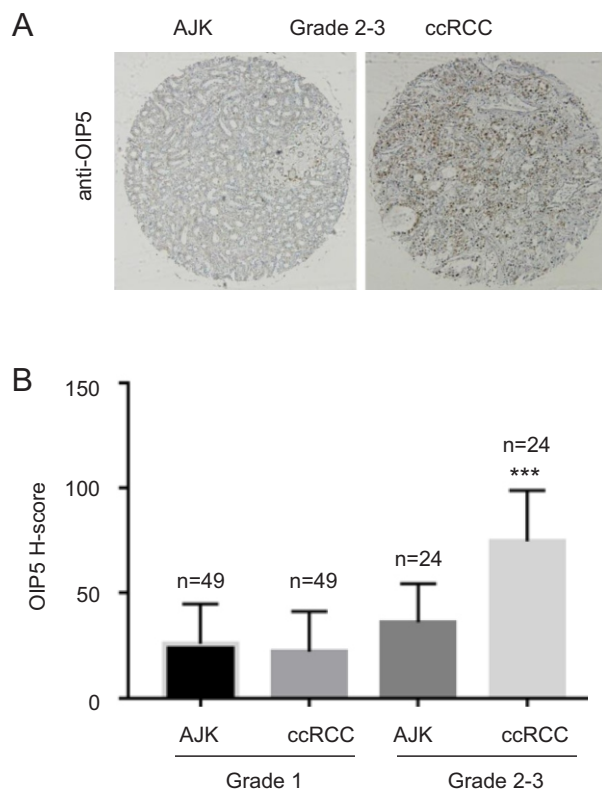 A
AJK Grade 2-3 ccRCC
anti-OIP5
B
150
100
50
0
OIP5 H-score
n=49
n=49
n=24
n=24
***
AJK ccRCC AJK ccRCC
Grade 1 Grade 2-3